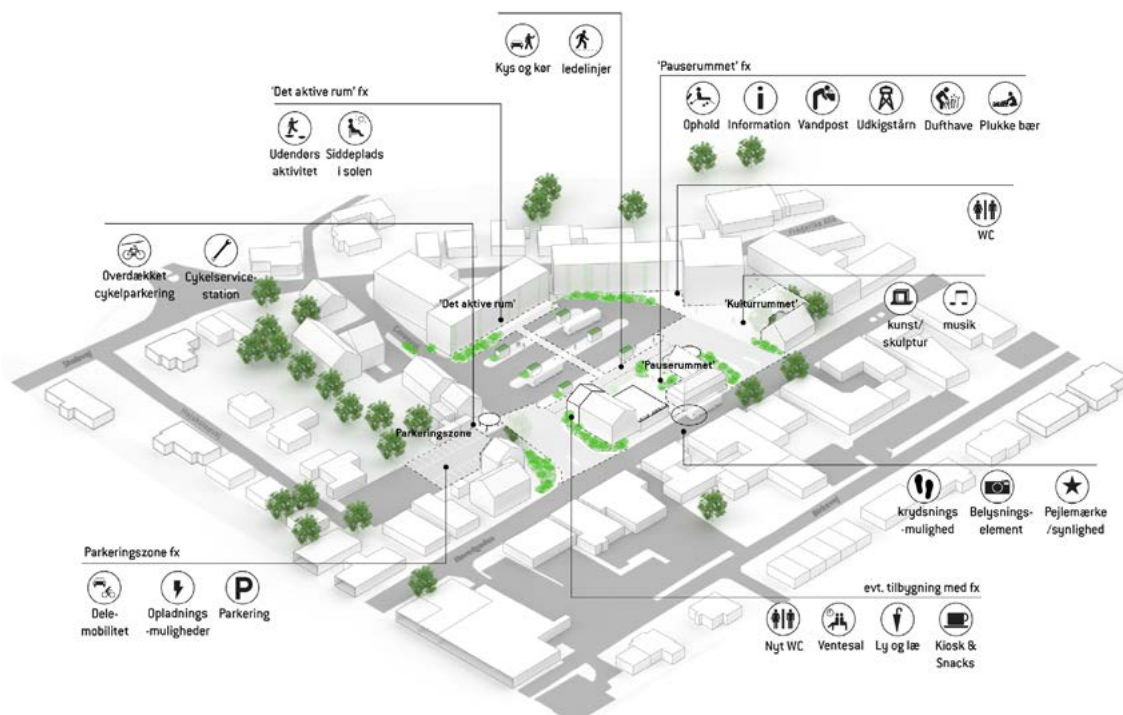 Kys og kør
ledelinjer
'Pauserummet' fx
Ophold
Information
Vandpost
Udkigstårn
Dufthave
Plukke bær
'Det aktive rum' fx
Udendørs
aktivitet
Siddeplads
i solen
WC
Overdækket
cykelparkering
Cykelservice-
station
'Det aktive rum'
'Kulturrummet'
kunst/
skulptur
musik
'Pauserummet'
Parkeringszone
krydsnings
-mulighed
Belysnings-
element
Pejlemærke
/synlighed
Parkeringszone fx
Dele-
mobilitet
Opladnings
-muligheder
P
Parkering
evt. tilbygning med fx
Nyt WC
Ventesal
Ly og læ
Kiosk &
Snacks